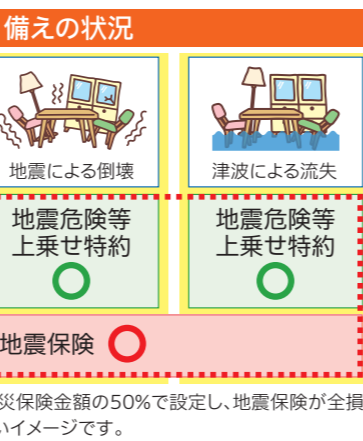 備えの状況
地震による倒壊
津波による流失
地震危険等
上乗せ特約
地震危険等
上乗せ特約
地震保険
災保険金額の50%で設定し、地震保険が全損
いイメージです。